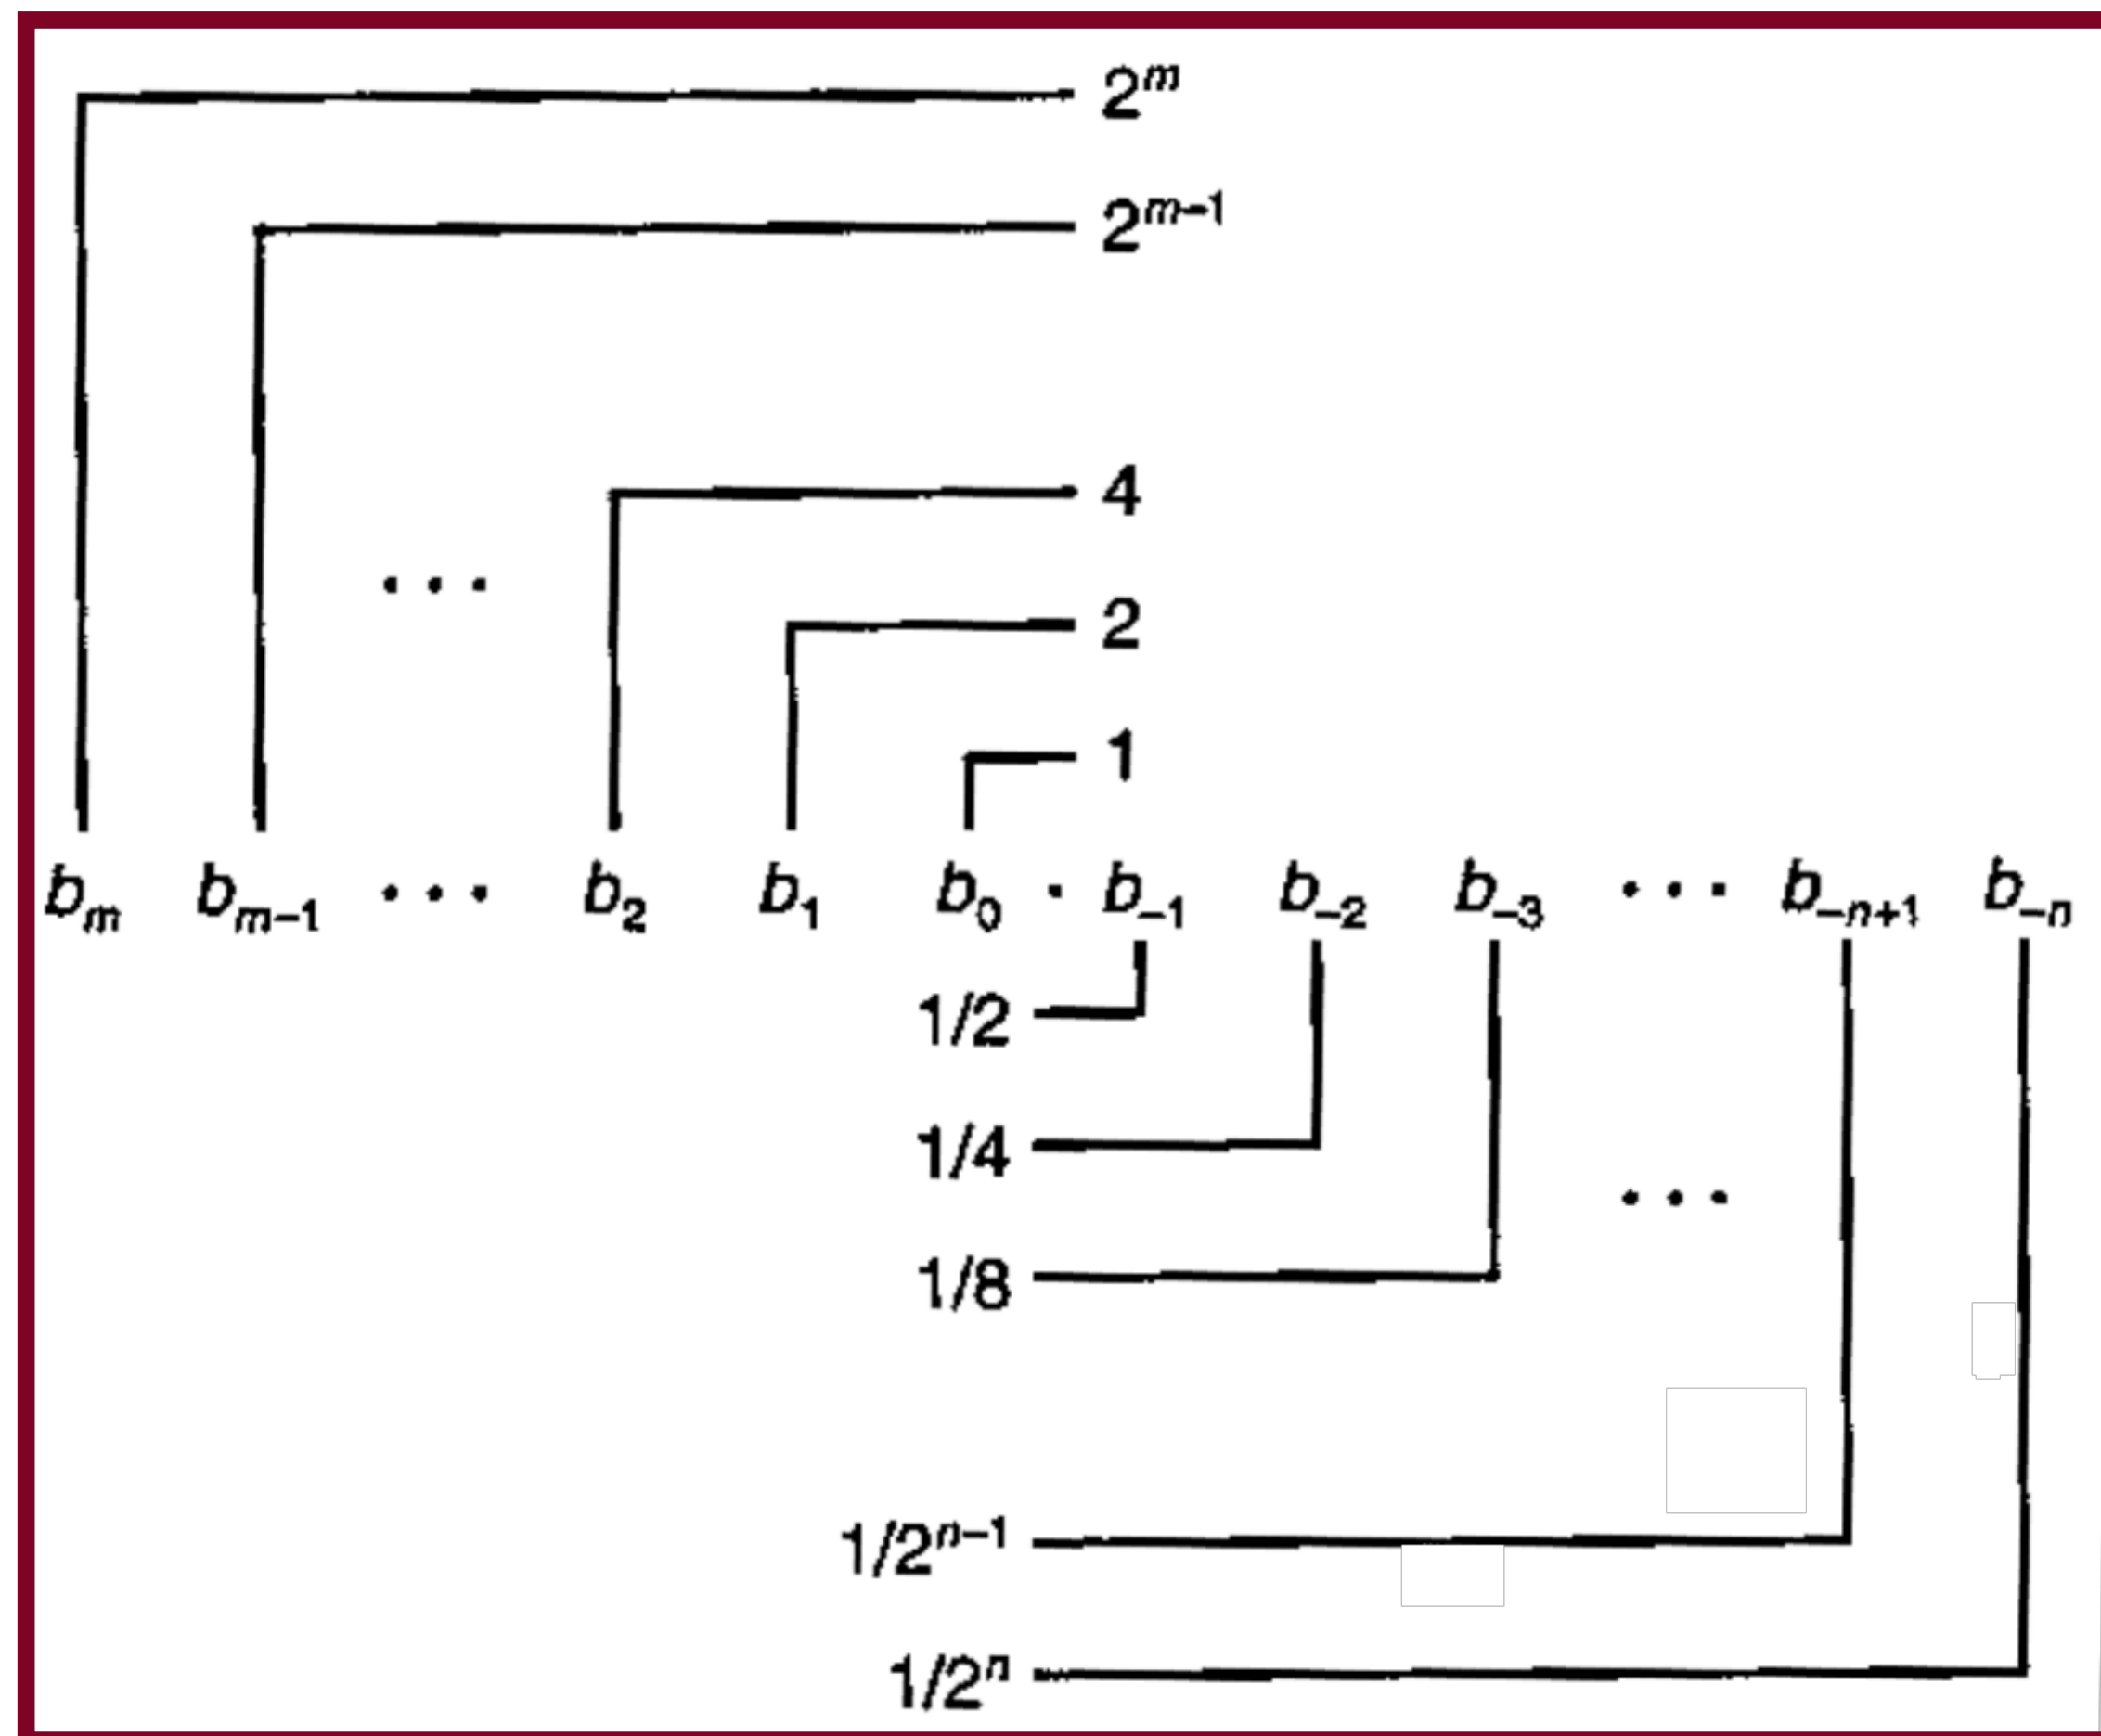 2^m
2^{m-1}
4
...
2
1
b_m b_{m-1} ... b_2 b_1 b_0 . b_{-1} b_{-2} b_{-3} ... b_{-n+1} b_{-n}
1/2
1/4
...
1/8
1/2^{n-1}
1/2^n